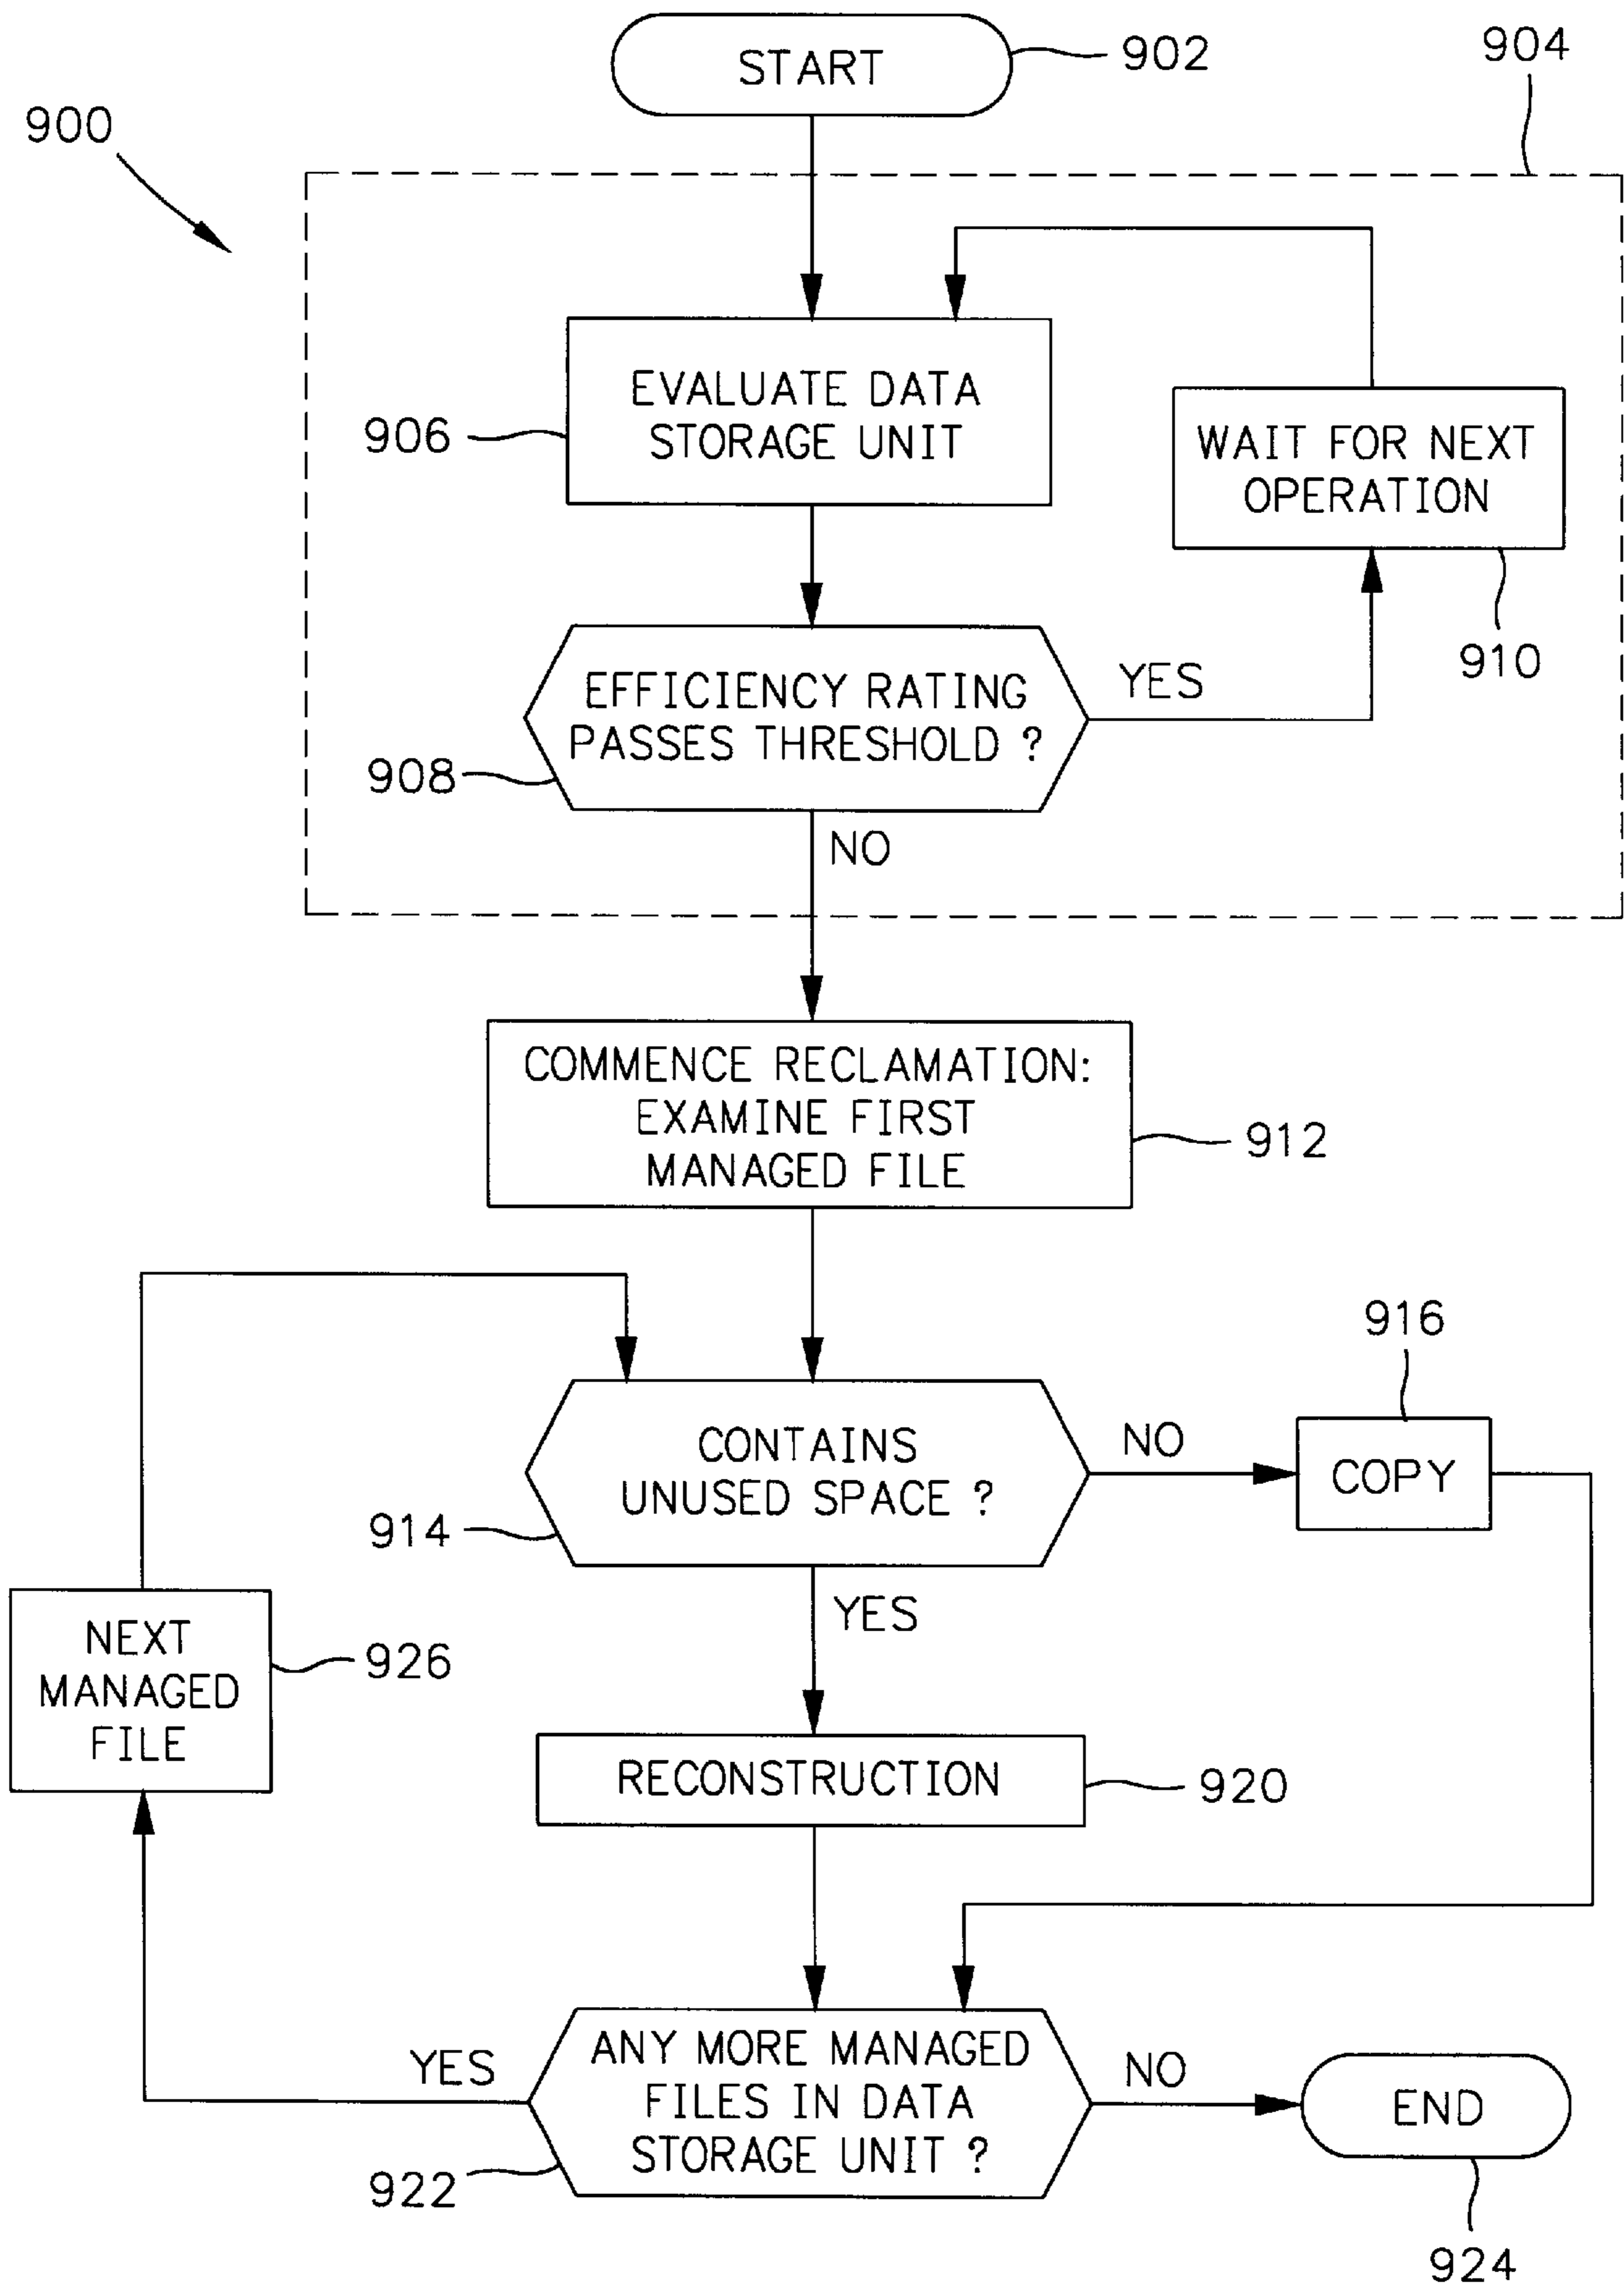 START
902
904
900
EVALUATE DATA
STORAGE UNIT
906
WAIT FOR NEXT
OPERATION
910
EFFICIENCY RATING
PASSES THRESHOLD ?
YES
908
NO
COMMENCE RECLAMATION:
EXAMINE FIRST
MANAGED FILE
912
916
CONTAINS
UNUSED SPACE ?
NO
COPY
914
YES
NEXT
MANAGED
FILE
926
RECONSTRUCTION
920
ANY MORE MANAGED
FILES IN DATA
STORAGE UNIT ?
YES
NO
END
922
924